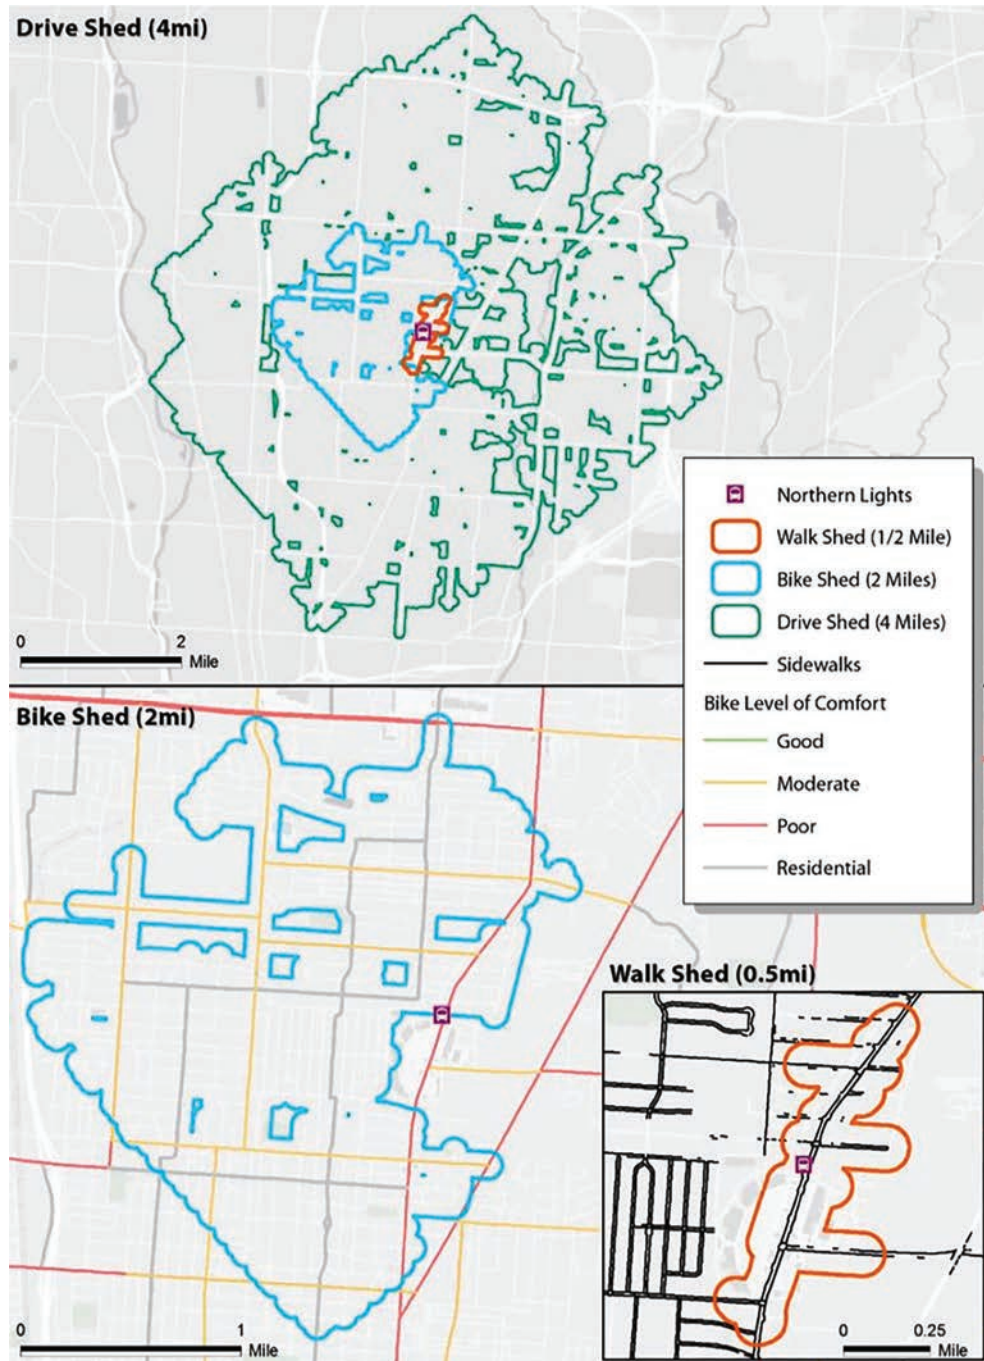 Drive Shed (4mi)
0 2
Mile
Northern Lights
Walk Shed (1/2 Mile)
Bike Shed (2 Miles)
Drive Shed (4 Miles)
Sidewalks
Bike Level of Comfort
Good
Moderate
Poor
Residential
Bike Shed (2mi)
0 1
Mile
Walk Shed (0.5mi)
0 0.25
Mile